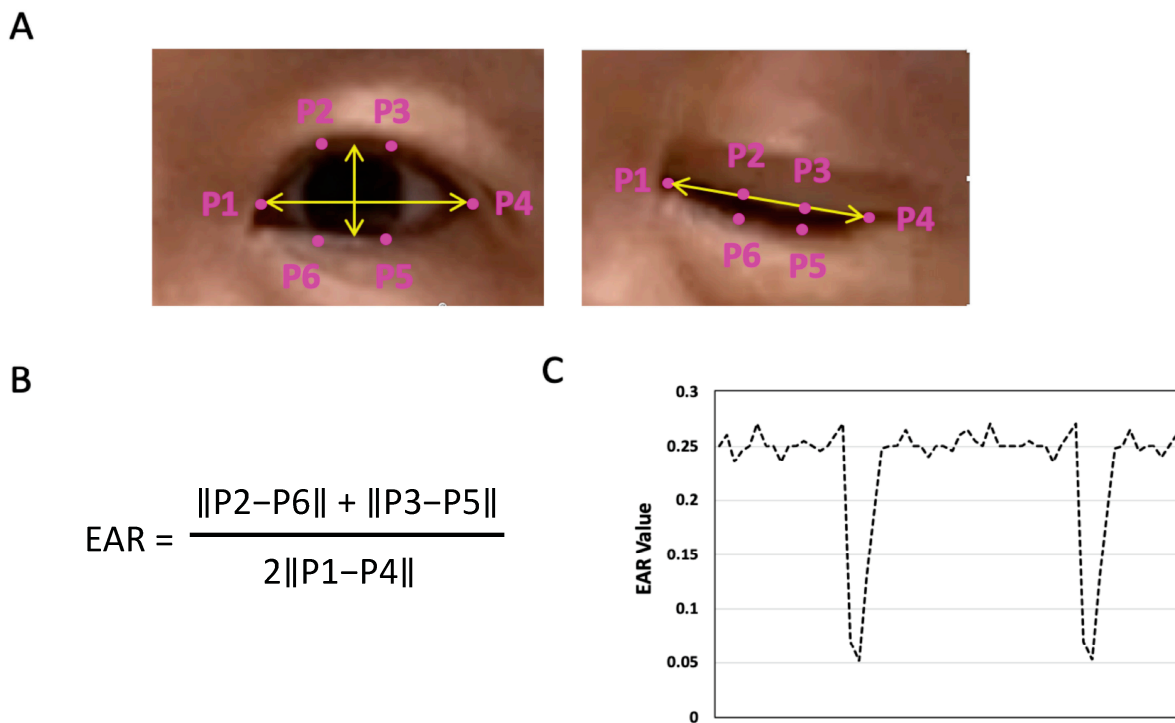 A
P2 P3
P1 P4
P6 P5
P2 P3
P1 P4
P6 P5
B
EAR = ‖P2−P6‖ + ‖P3−P5‖
2‖P1−P4‖
C
0.3
0.25
0.2
0.15
0.1
0.05
0
EAR Value